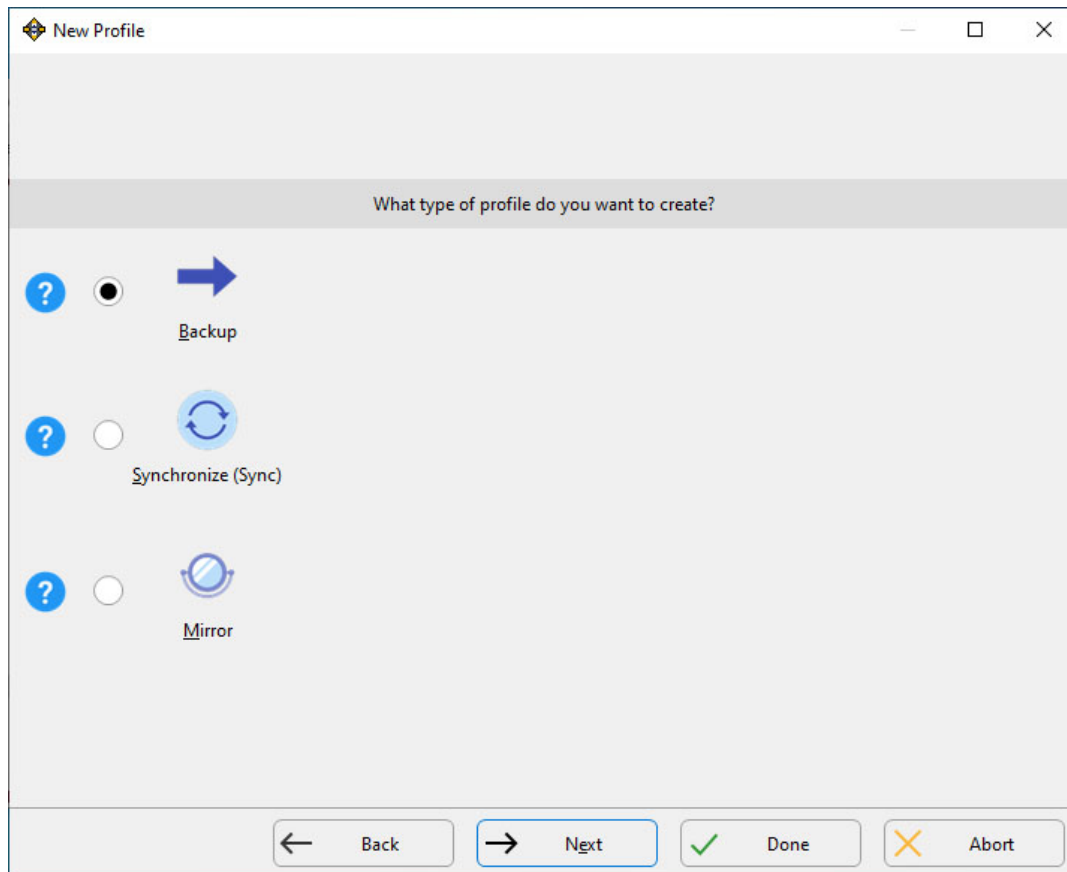 New Profile
What type of profile do you want to create?
?
Backup
?
Synchronize (Sync)
?
Mirror
Back
Next
Done
Abort